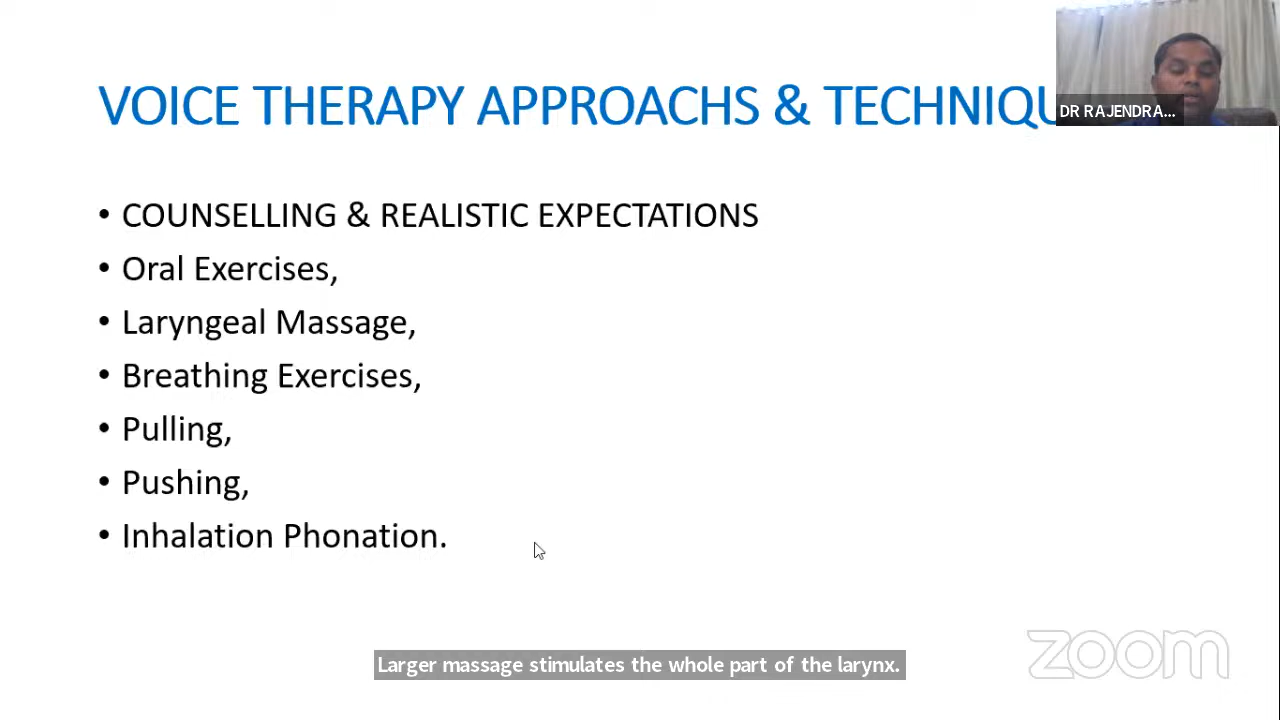 VOICE THERAPY APPROACHS & TECHNIQU
DR RAJENDRA...
• COUNSELLING & REALISTIC EXPECTATIONS
• Oral Exercises,
• Laryngeal Massage,
• Breathing Exercises,
• Pulling,
• Pushing,
• Inhalation Phonation.
Larger massage stimulates the whole part of the larynx.
zoom